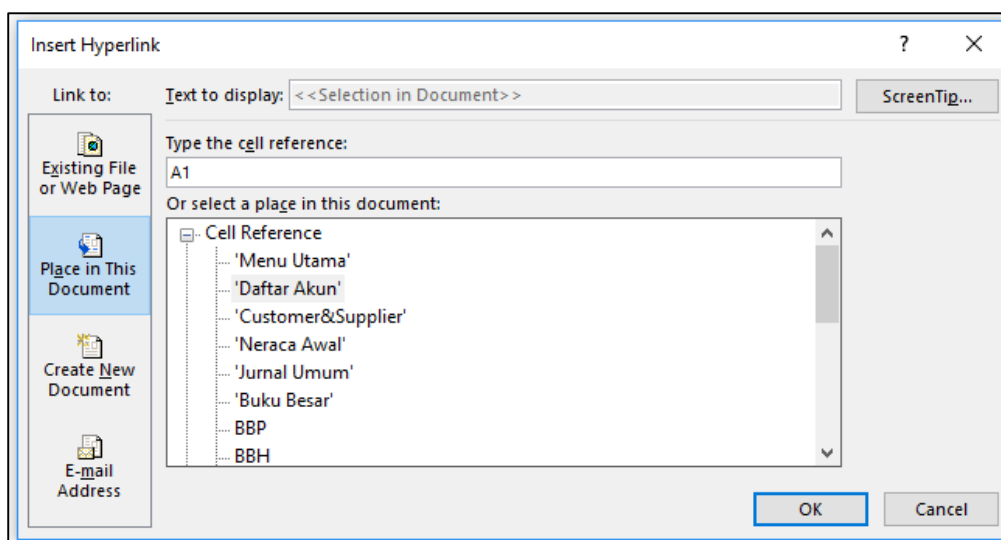 Insert Hyperlink
?
Link to:
Text to display: <<Selection in Document>>
ScreenTip...
Existing File
or Web Page
Place in This
Document
Create New
Document
E-mail
Address
Type the cell reference:
A1
Or select a place in this document:
Cell Reference
'Menu Utama'
'Daftar Akun'
'Customer&Supplier'
'Neraca Awal'
'Jurnal Umum'
'Buku Besar'
BBP
BBH
OK
Cancel